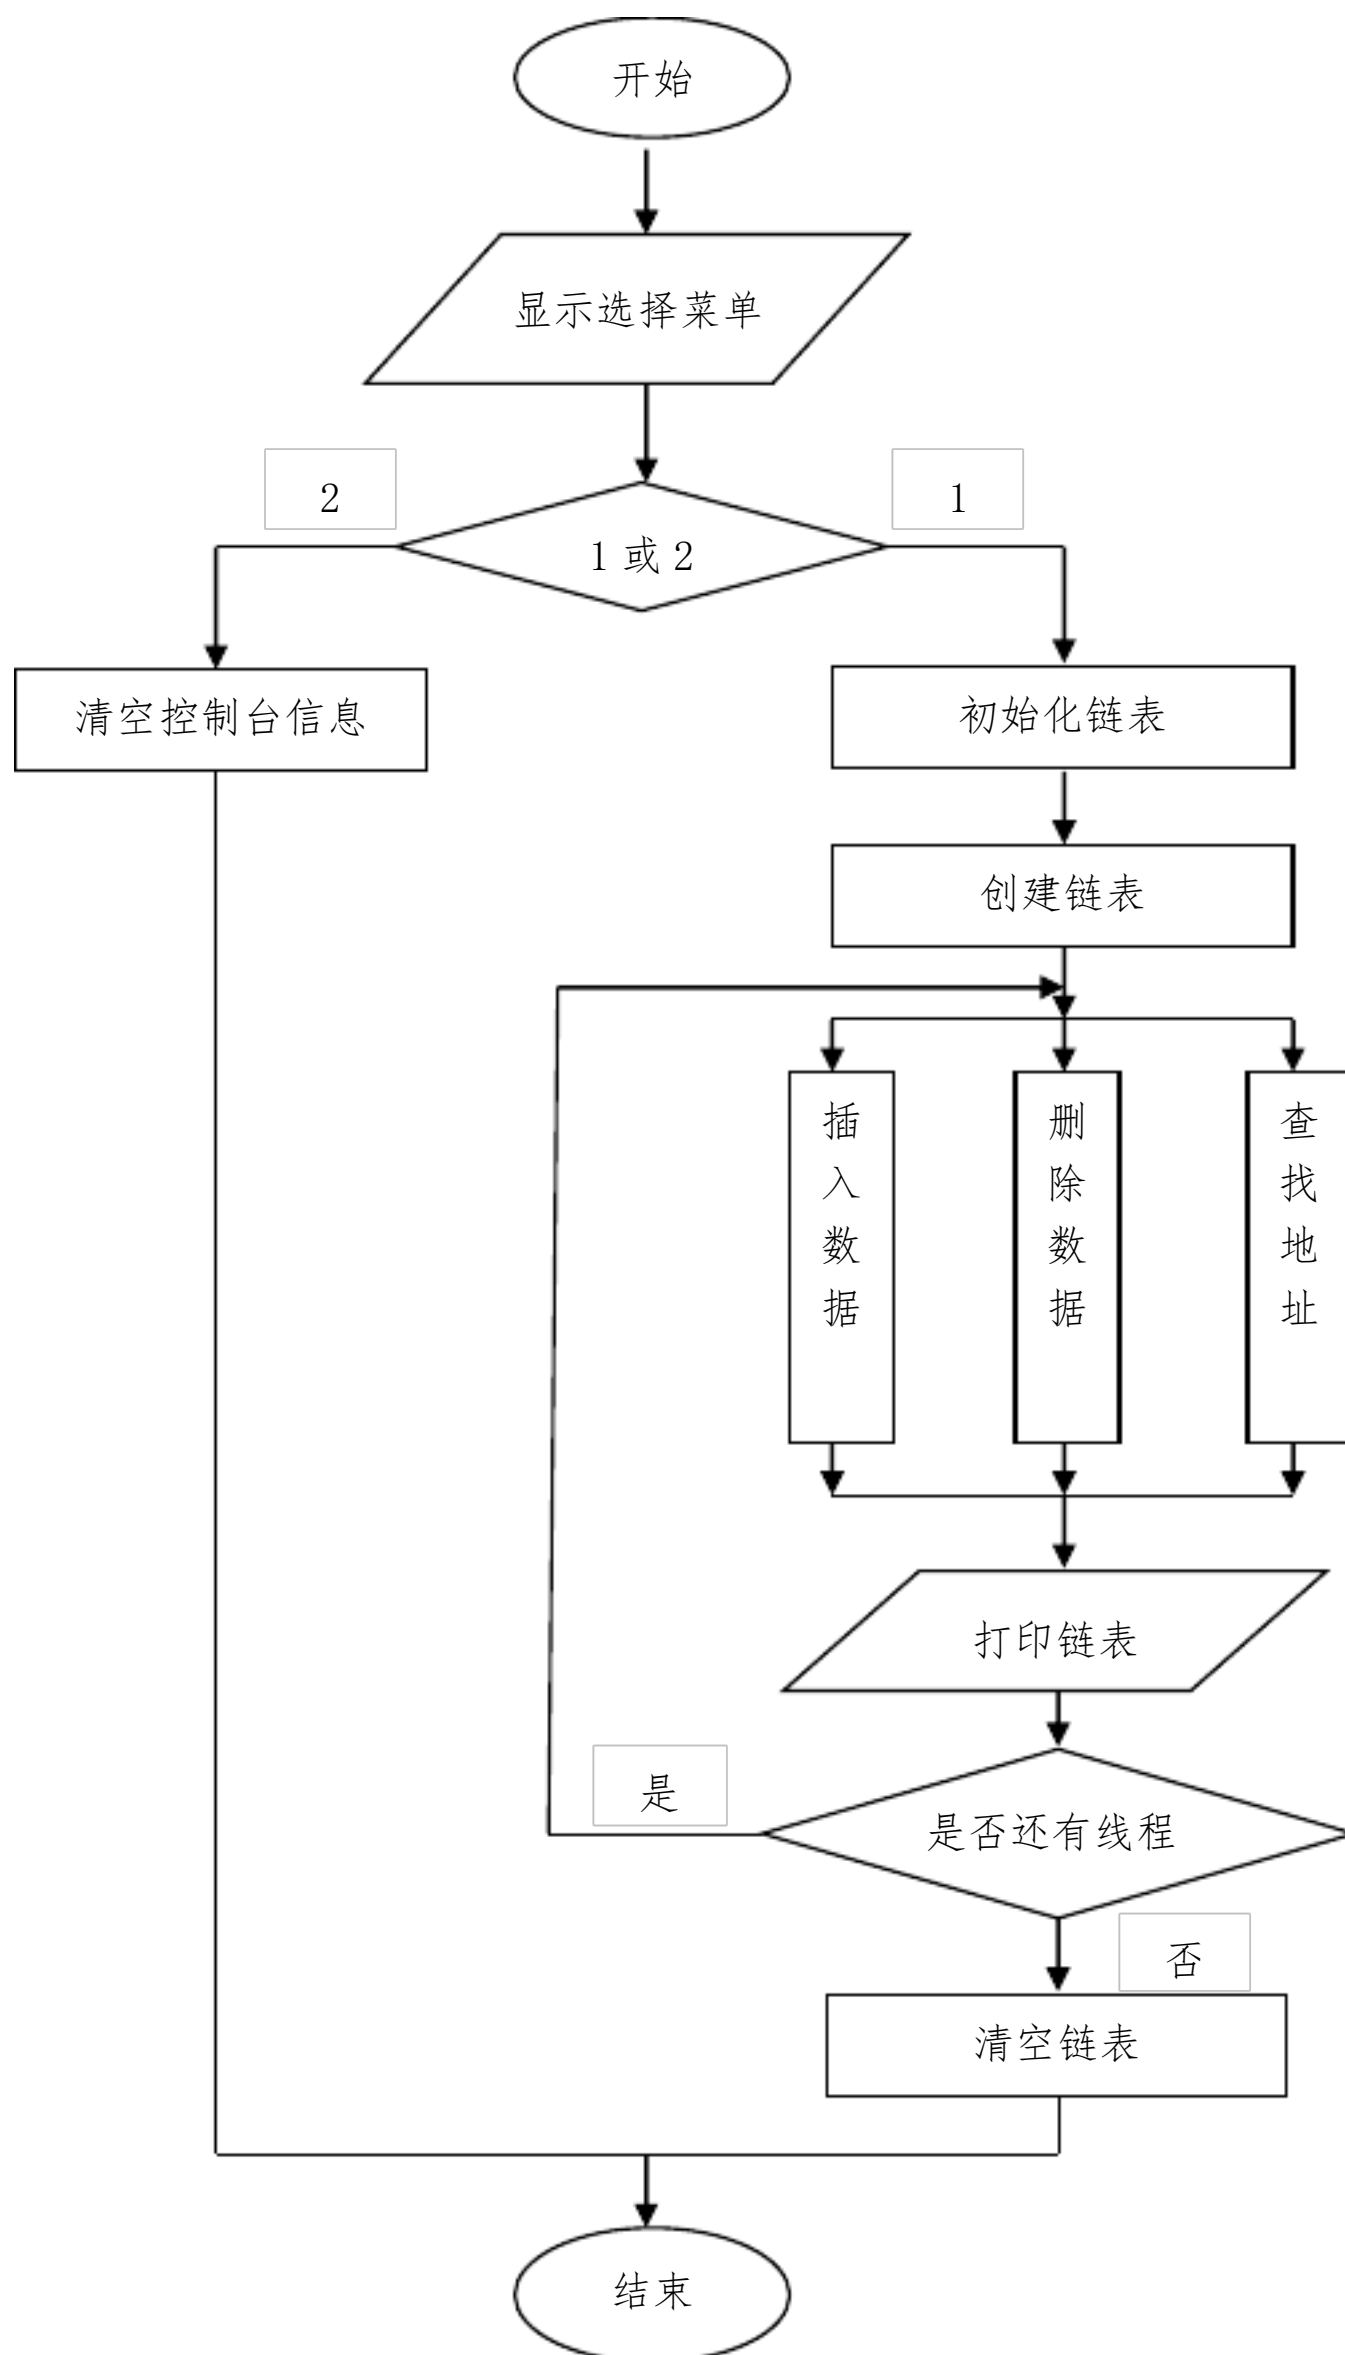 开始
显示选择菜单
2
1
1 或 2
清空控制台信息
初始化链表
创建链表
插入数据
删除数据
查找地址
打印链表
是
是否还有线程
否
清空链表
结束